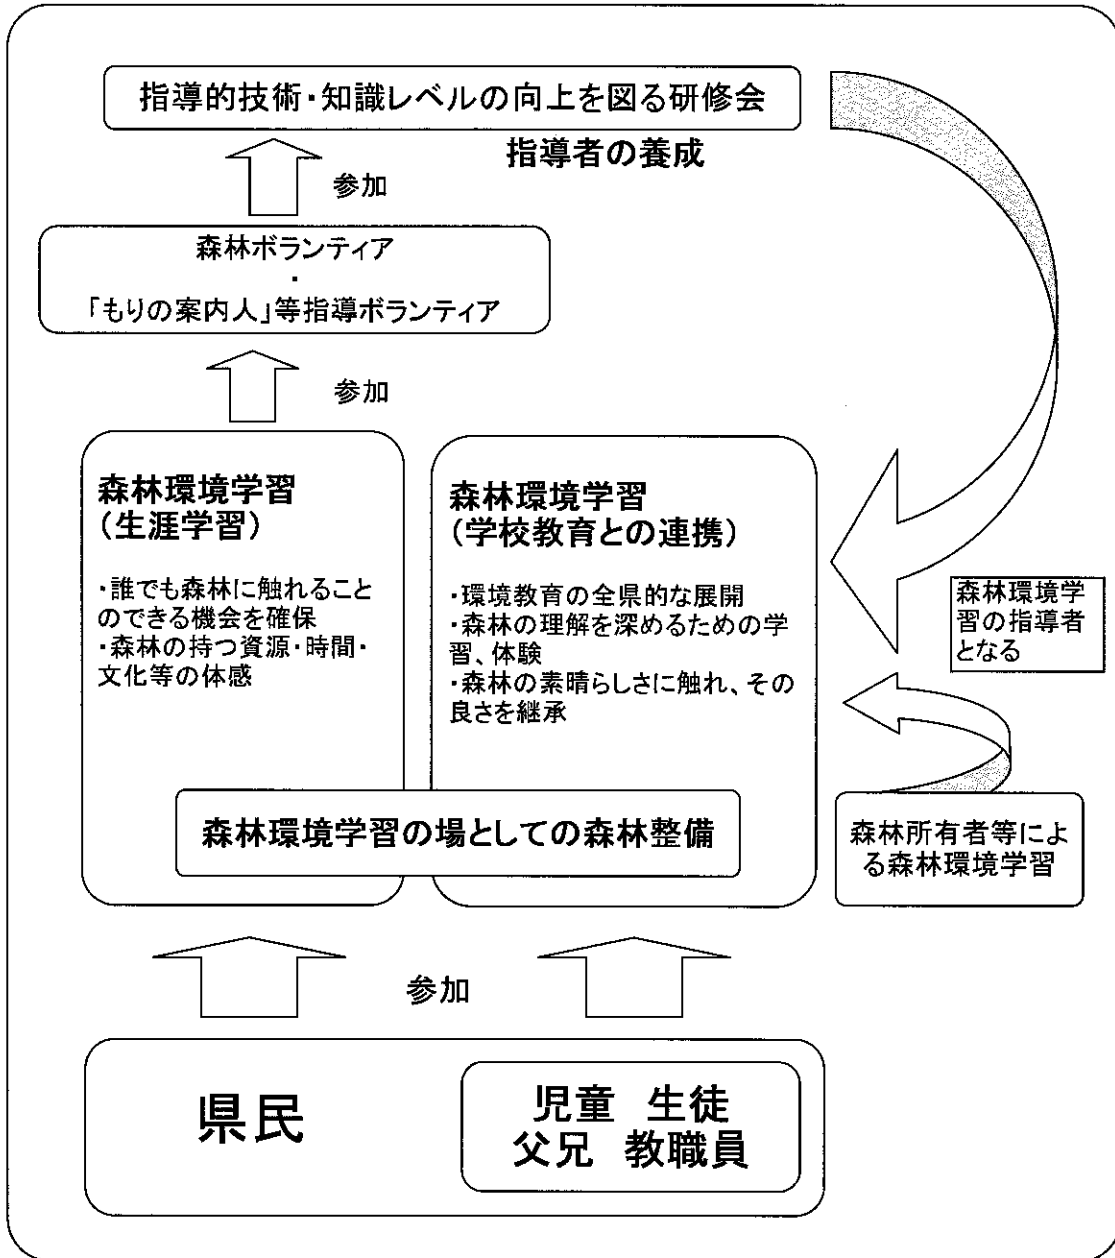 指導的技術・知識レベルの向上を図る研修会
指導者の養成
参加
森林ボランティア
・
「もりの案内人」等指導ボランティア
参加
森林環境学習
(生涯学習)
・誰でも森林に触れること
のできる機会を確保
・森林の持つ資源・時間・
文化等の体感
森林環境学習
(学校教育との連携)
・環境教育の全県的な展開
・森林の理解を深めるための学
習、体験
・森林の素晴らしさに触れ、その
良さを継承
森林環境学
習の指導者
となる
森林環境学習の場としての森林整備
森林所有者等によ
る森林環境学習
参加
県民
児童 生徒
父兄 教職員